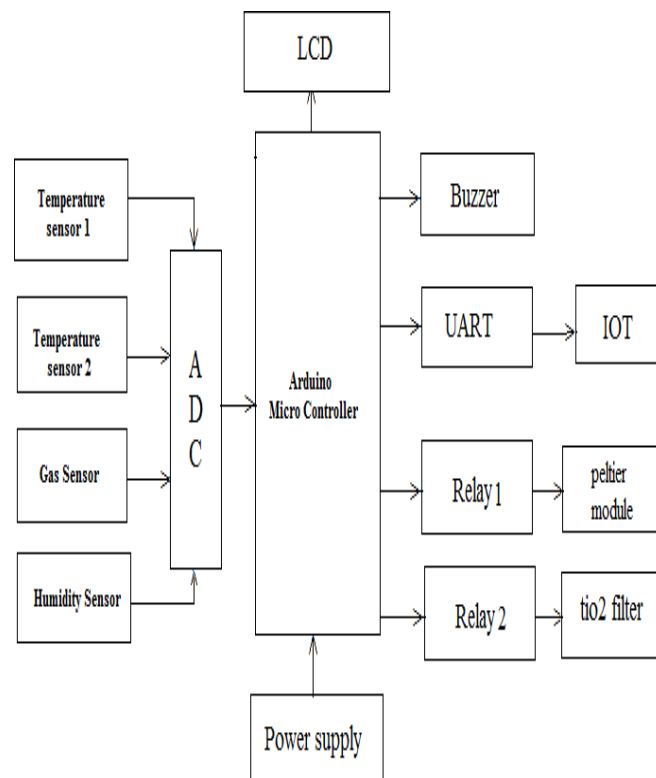 LCD
Temperature
sensor 1
Buzzer
Temperature
sensor 2
A
D
C
Arduino
Micro Controller
UART
IOT
Gas Sensor
Relay 1
peltier
module
Humidity Sensor
Relay 2
tio2 filter
Power supply